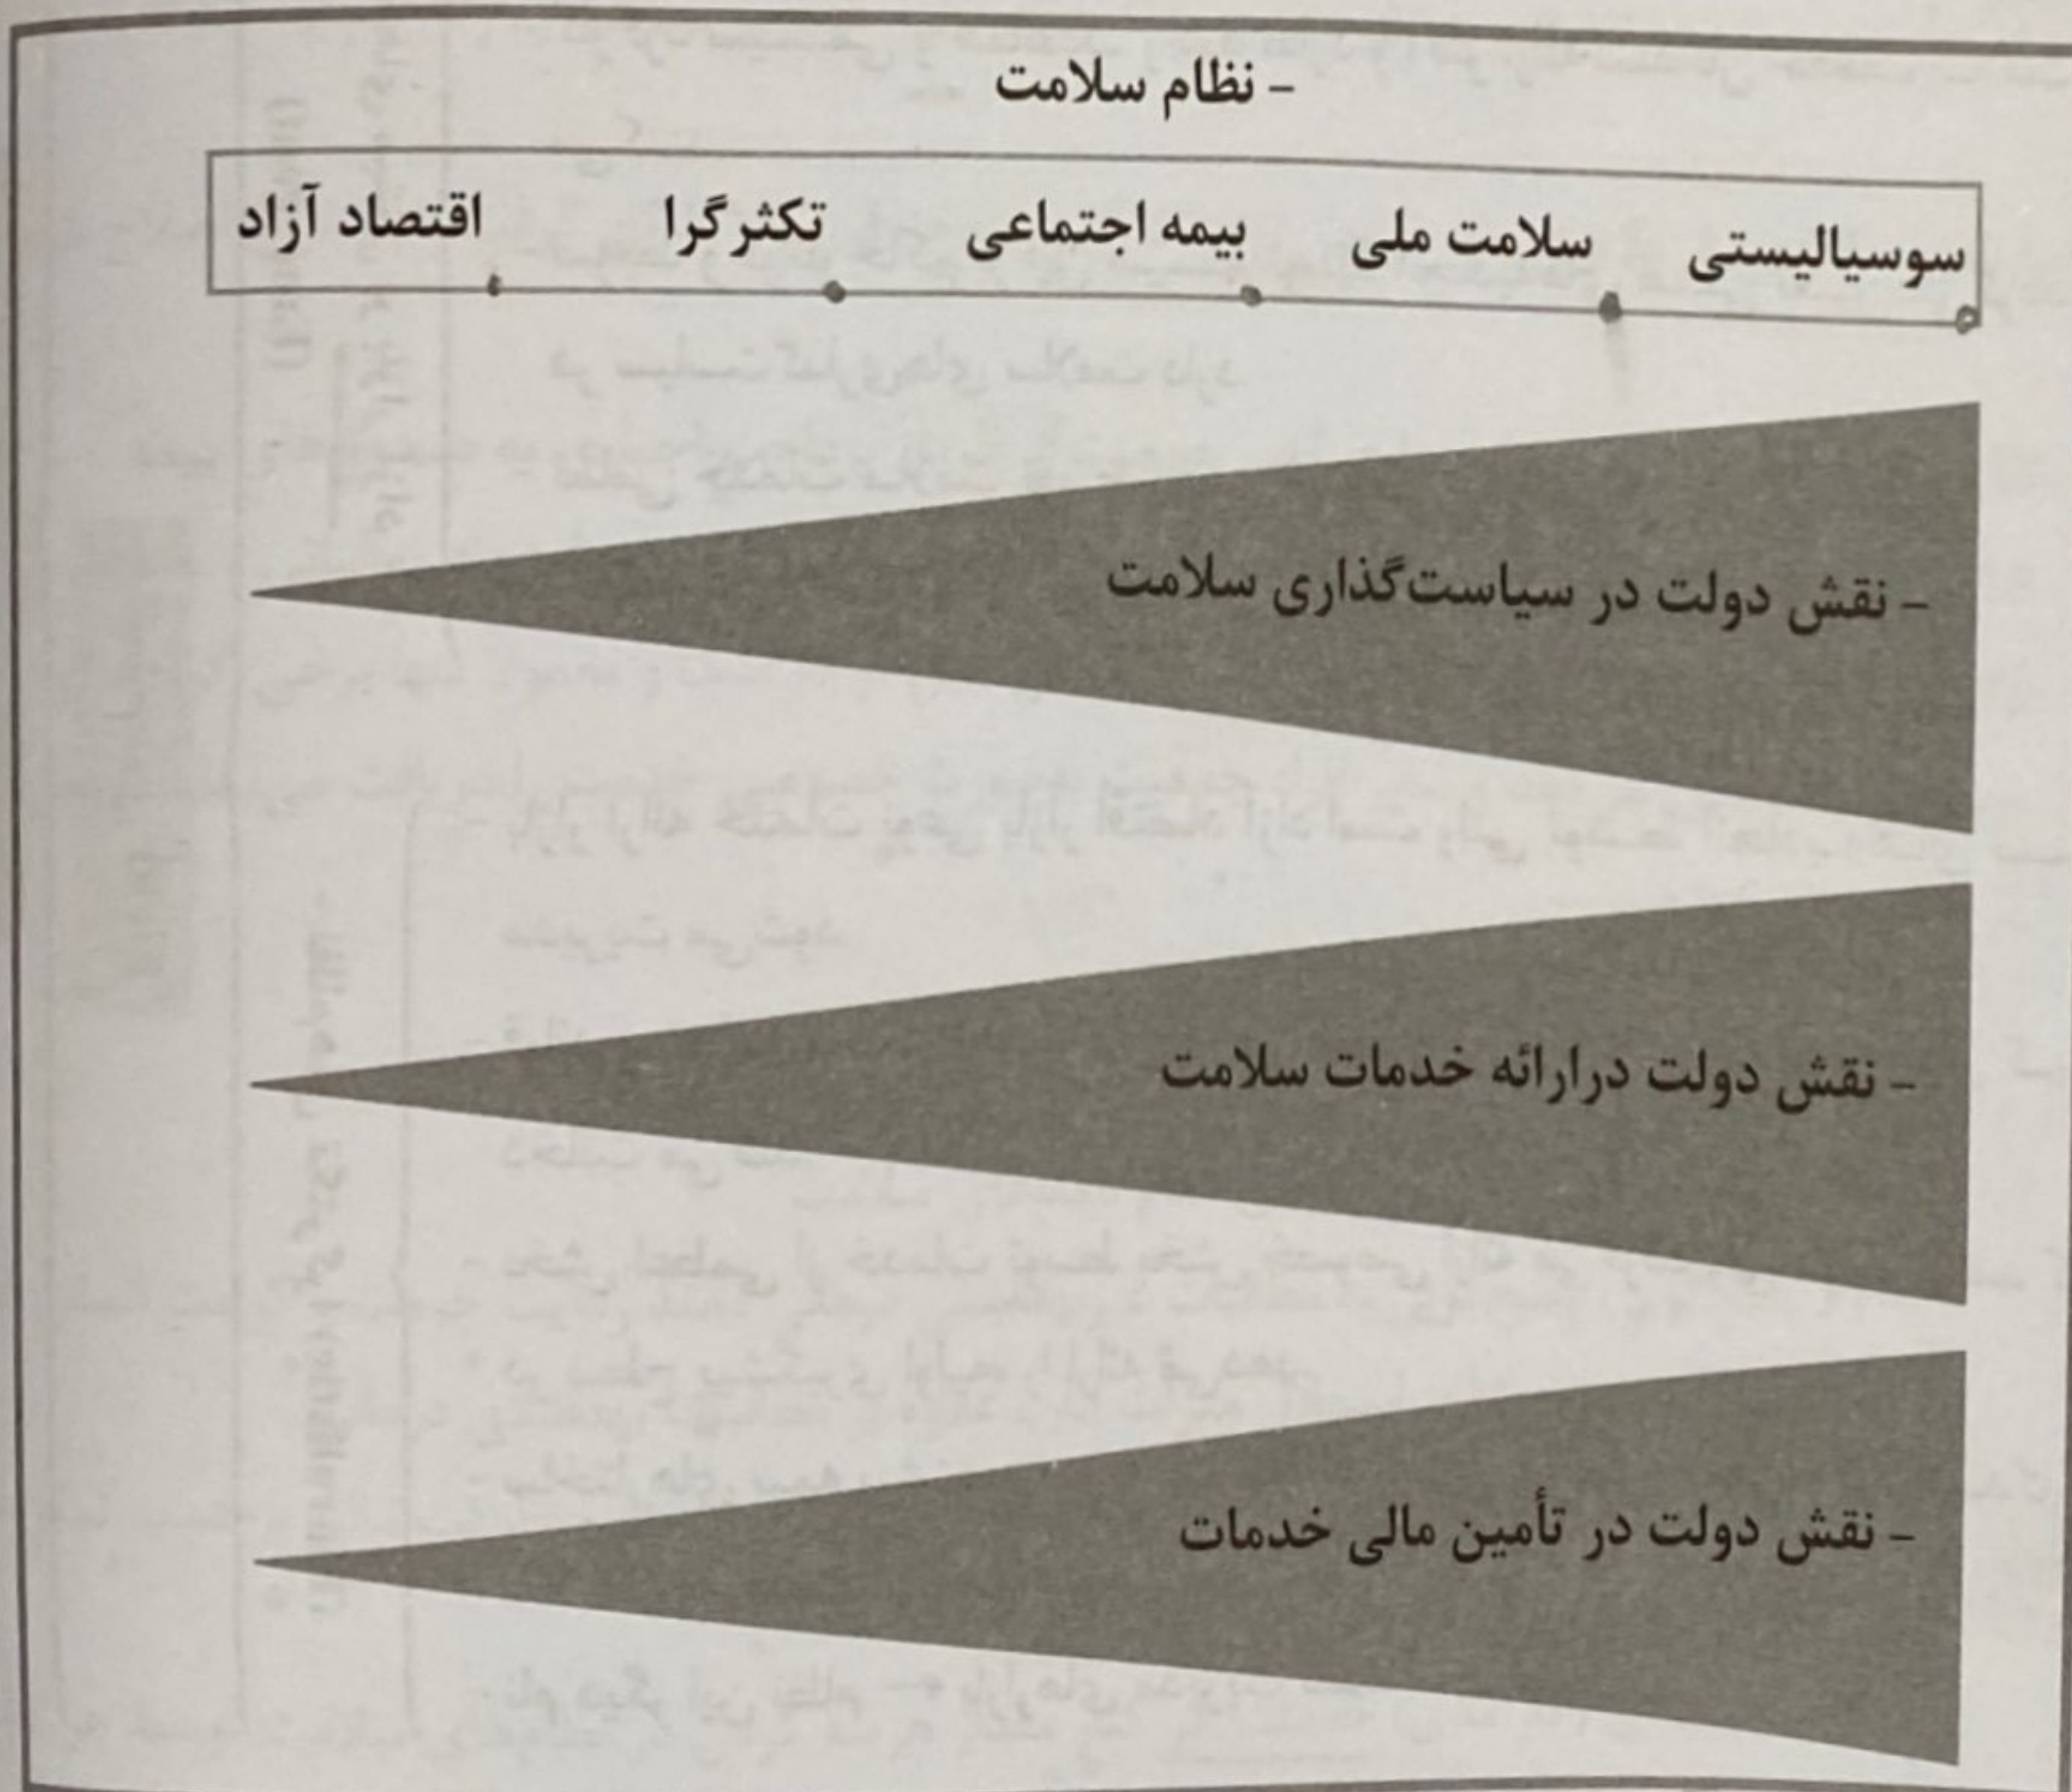 - نظام سلامت
سوسیالیستی سلامت ملی بیمه اجتماعی تکثرگرا اقتصاد آزاد
- نقش دولت در سیاست‌گذاری سلامت
- نقش دولت درارائه خدمات سلامت
- نقش دولت در تأمین مالی خدمات